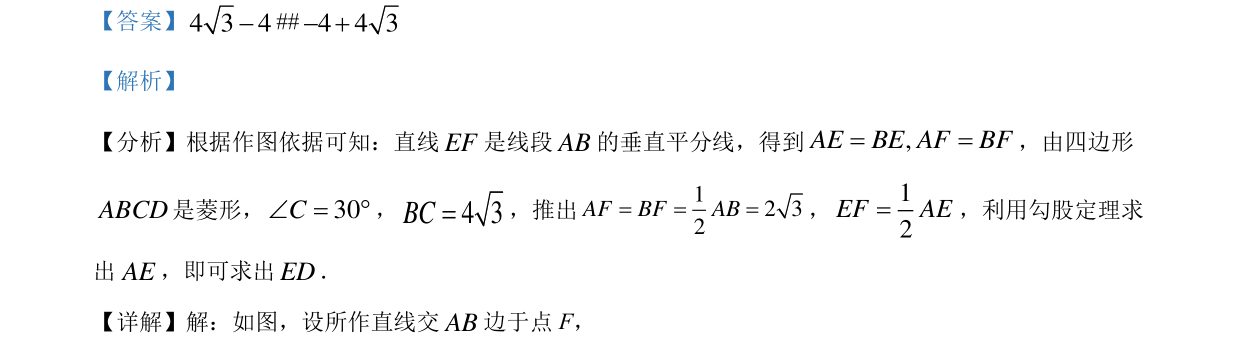 【答案】4√3－4##－4＋4√3
【解析】
【分析】根据作图依据可知：直线 EF 是线段 AB 的垂直平分线，得到 AE = BE, AF = BF，由四边形
ABCD 是菱形，∠C = 30°，BC = 4√3，推出 AF = BF = 1/2 AB = 2√3，EF = 1/2 AE，利用勾股定理求
出 AE，即可求出 ED．
【详解】解：如图，设所作直线交 AB 边于点 F，